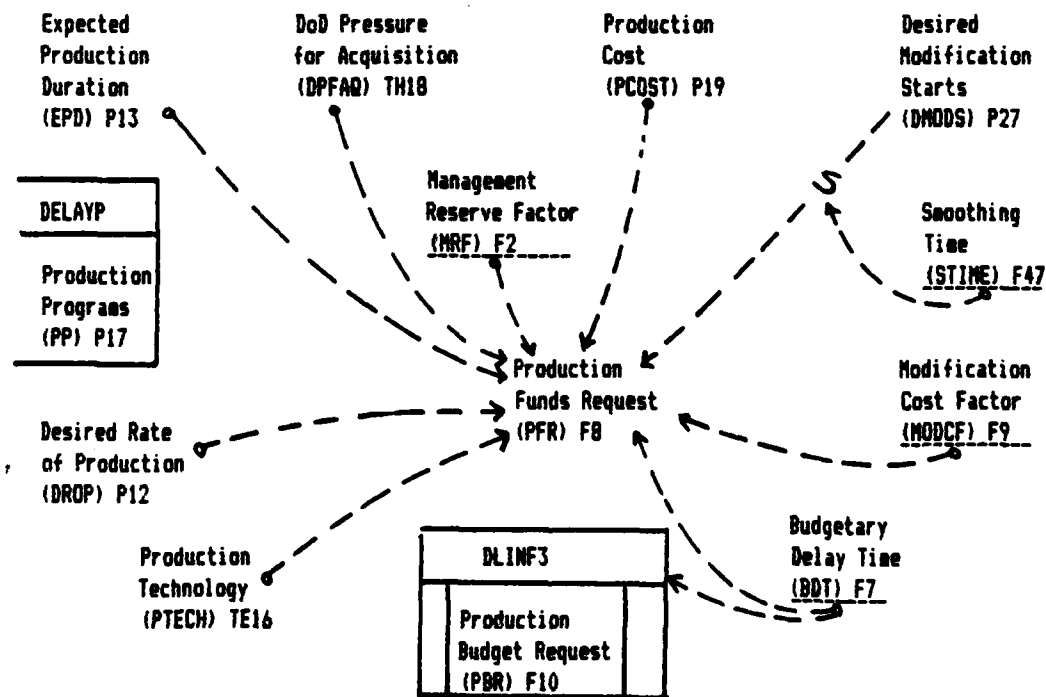 Expected
Production
Duration
(EPD) P13
DoD Pressure
for Acquisition
(DPFAQ) TH18
Production
Cost
(PCOST) P19
Desired
Modification
Starts
(DMODS) P27
Management
Reserve Factor
(MRF) F2
S
Smoothing
Time
(STIME) F47
DELAYP
Production
Programs
(PP) P17
Production
Funds Request
(PFR) F8
Modification
Cost Factor
(MODCF) F9
Desired Rate
of Production
(DROP) P12
Production
Technology
(PTECH) TE16
DLINF3
Production
Budget Request
(PBR) F10
Budgetary
Delay Time
(BDT) F7